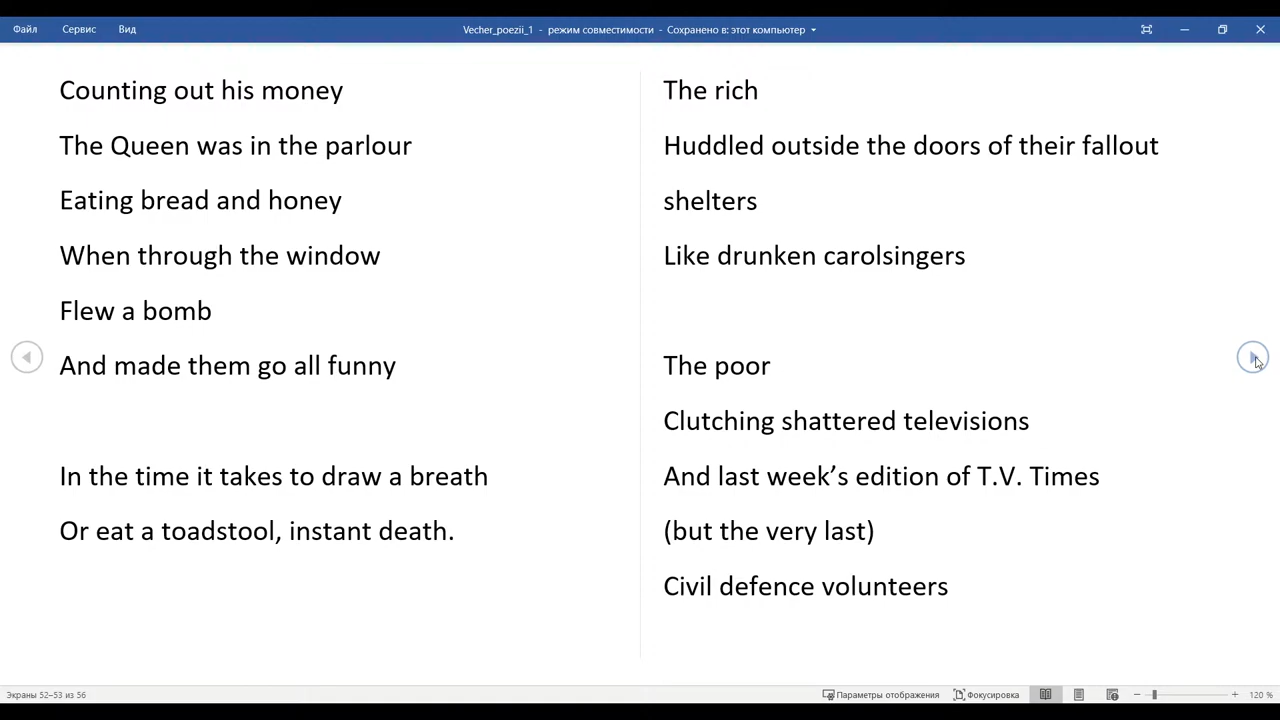 Файл Сервис Вид Vecher_poezii_1 - режим совместимости - Сохранено в: этот компьютер
Counting out his money
The Queen was in the parlour
Eating bread and honey
When through the window
Flew a bomb
And made them go all funny
In the time it takes to draw a breath
Or eat a toadstool, instant death.
The rich
Huddled outside the doors of their fallout
shelters
Like drunken carolsingers
The poor
Clutching shattered televisions
And last week’s edition of T.V. Times
(but the very last)
Civil defence volunteers
Экраны 52–53 из 56 Параметры отображения Фокусировка 120 %